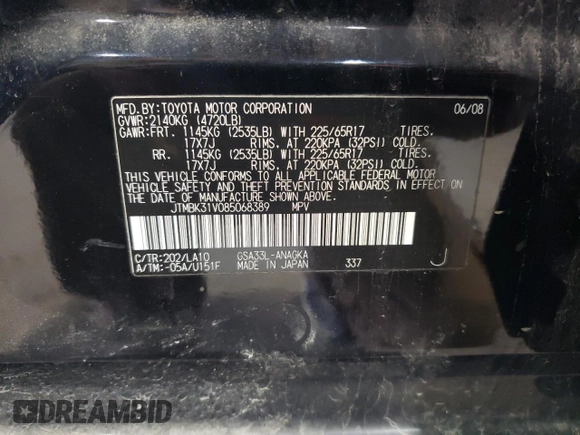 MFD.BY:TOYOTA MOTOR CORPORATION 06/08
GVWR:2140KG (4720LB)
GAWR:FRT. 1145KG (2535LB) WITH 225/65R17 TIRES.
17X7J RIMS. AT 220KPA (32PSI) COLD.
RR. 1145KG (2535LB) WITH 225/65R17 TIRES.
17X7J RIMS. AT 220KPA (32PSI) COLD.
THIS VEHICLE CONFORMS TO ALL APPLICABLE FEDERAL MOTOR
VEHICLE SAFETY AND THEFT PREVENTION STANDARDS IN
EFFECT ON THE DATE OF MANUFACTURE SHOWN ABOVE.
JTMBK31V085068389 MPV
C/TR:202/LA10 GSA33L-ANAGKA
A/TM:-05A/U151F MADE IN JAPAN 337 J
DREAMBID